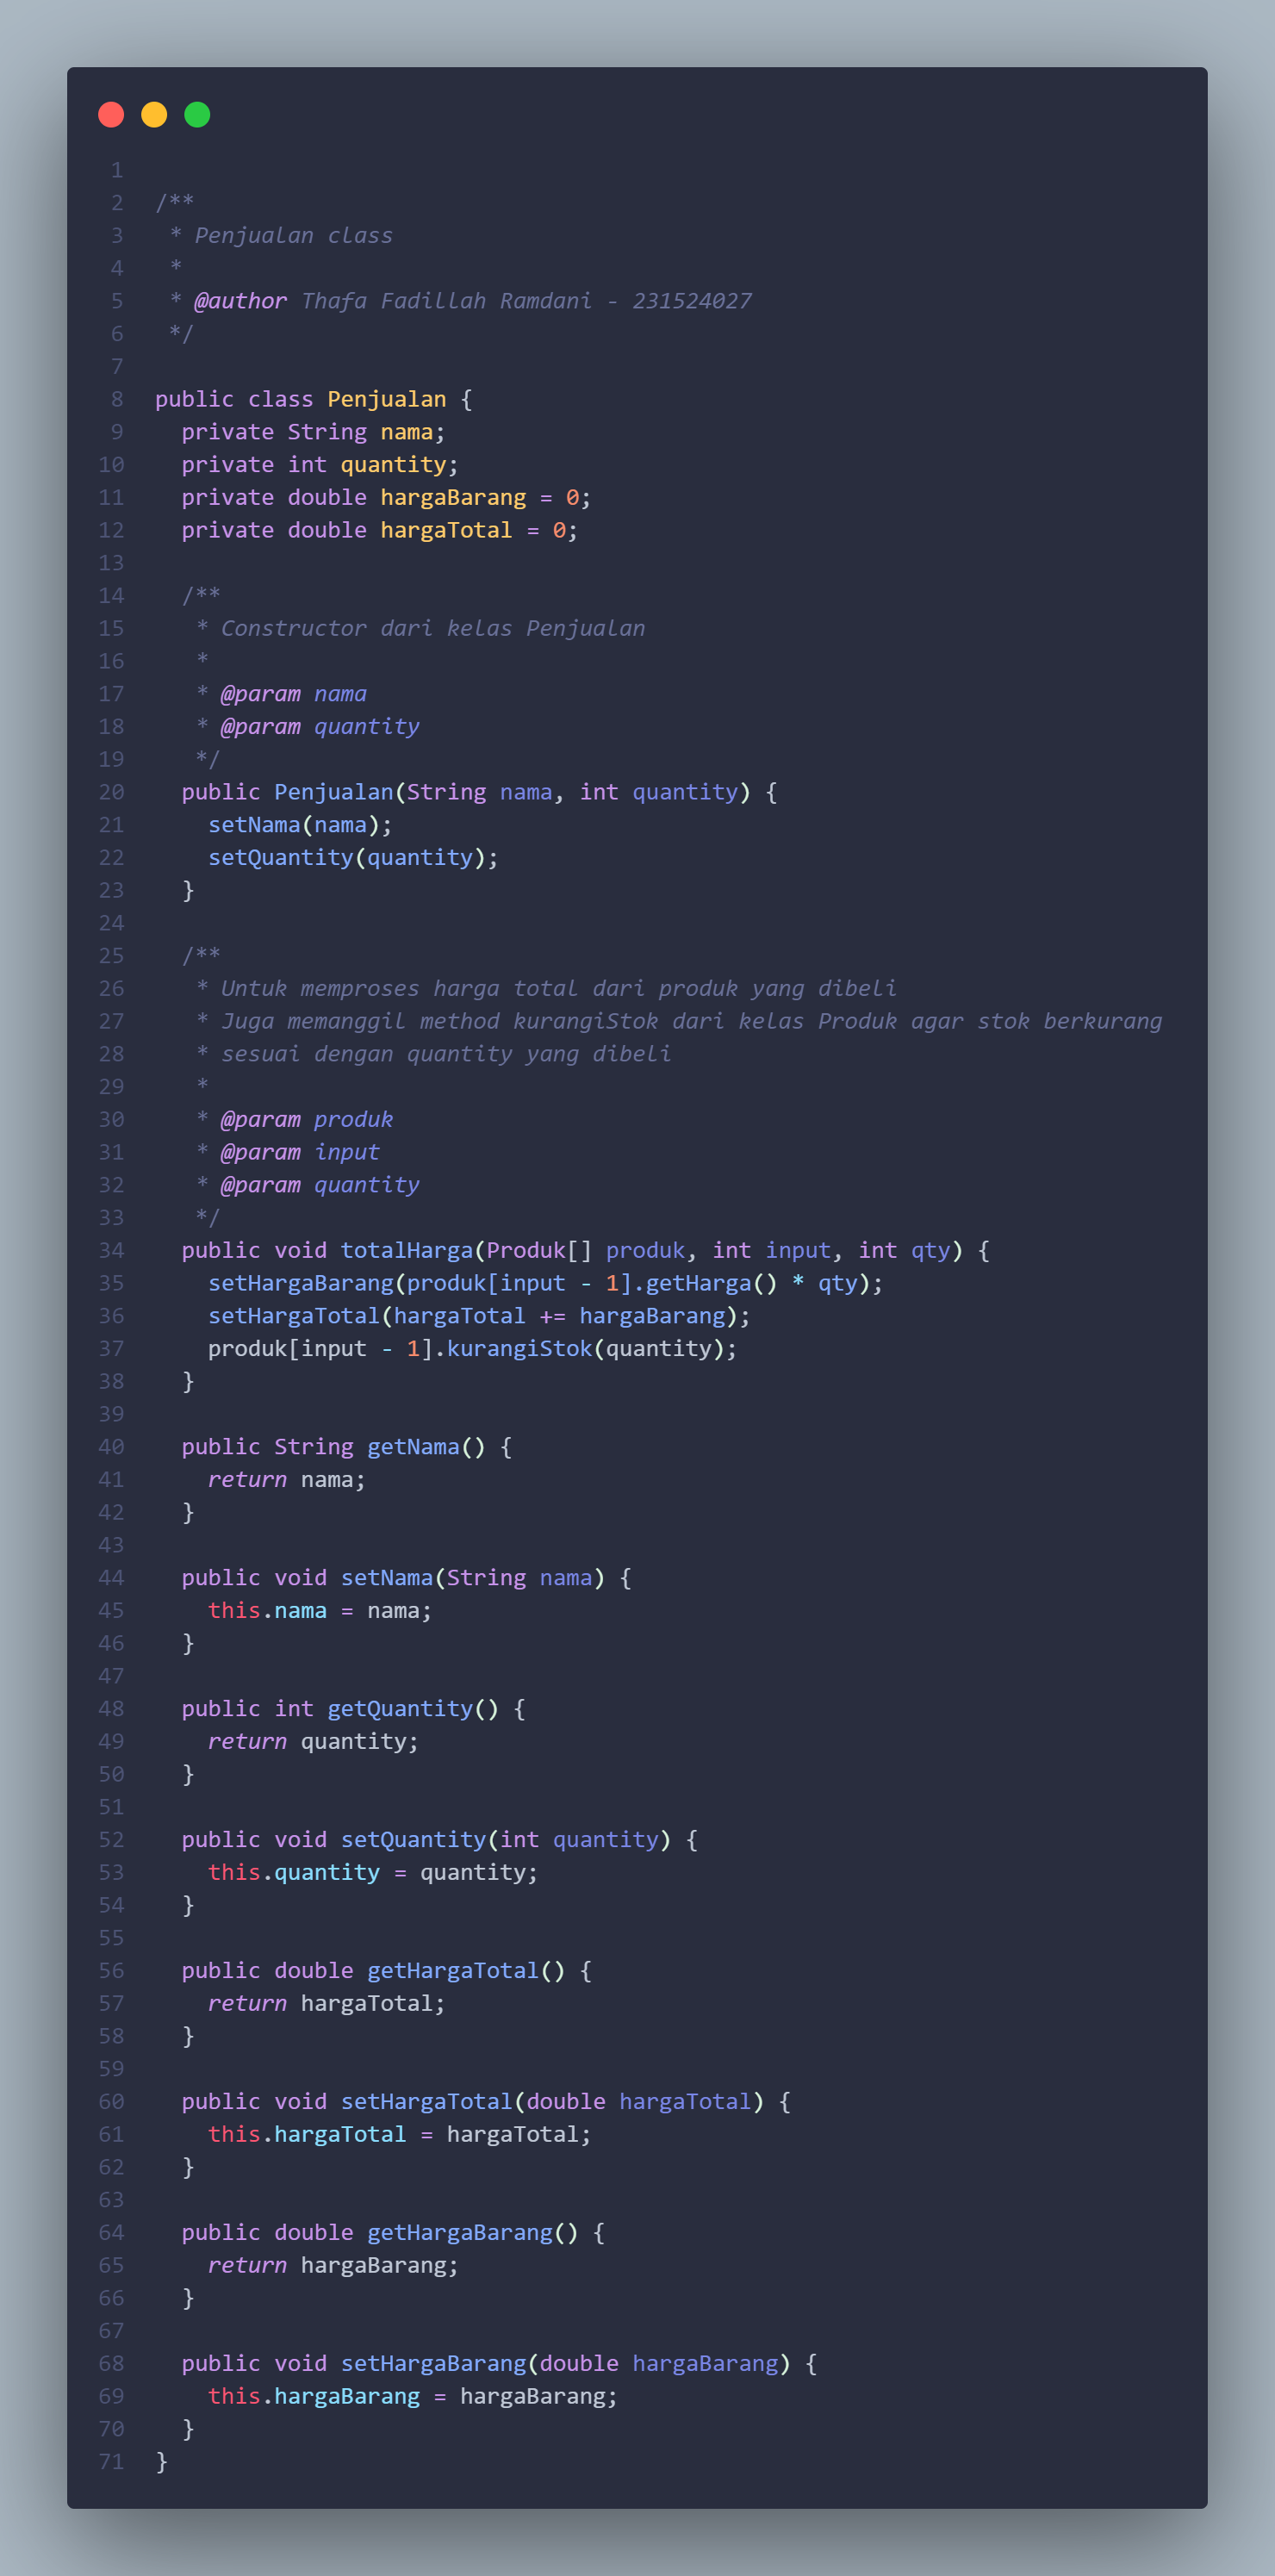 1
2 /**
3  * Penjualan class
4  *
5  * @author Thafa Fadillah Ramdani - 231524027
6  */
7
8 public class Penjualan {
9   private String nama;
10   private int quantity;
11   private double hargaBarang = 0;
12   private double hargaTotal = 0;
13
14   /**
15    * Constructor dari kelas Penjualan
16    *
17    * @param nama
18    * @param quantity
19    */
20   public Penjualan(String nama, int quantity) {
21     setNama(nama);
22     setQuantity(quantity);
23   }
24
25   /**
26    * Untuk memproses harga total dari produk yang dibeli
27    * Juga memanggil method kurangiStok dari kelas Produk agar stok berkurang
28    * sesuai dengan quantity yang dibeli
29    *
30    * @param produk
31    * @param input
32    * @param quantity
33    */
34   public void totalHarga(Produk[] produk, int input, int qty) {
35     setHargaBarang(produk[input - 1].getHarga() * qty);
36     setHargaTotal(hargaTotal += hargaBarang);
37     produk[input - 1].kurangiStok(quantity);
38   }
39
40   public String getNama() {
41     return nama;
42   }
43
44   public void setNama(String nama) {
45     this.nama = nama;
46   }
47
48   public int getQuantity() {
49     return quantity;
50   }
51
52   public void setQuantity(int quantity) {
53     this.quantity = quantity;
54   }
55
56   public double getHargaTotal() {
57     return hargaTotal;
58   }
59
60   public void setHargaTotal(double hargaTotal) {
61     this.hargaTotal = hargaTotal;
62   }
63
64   public double getHargaBarang() {
65     return hargaBarang;
66   }
67
68   public void setHargaBarang(double hargaBarang) {
69     this.hargaBarang = hargaBarang;
70   }
71 }